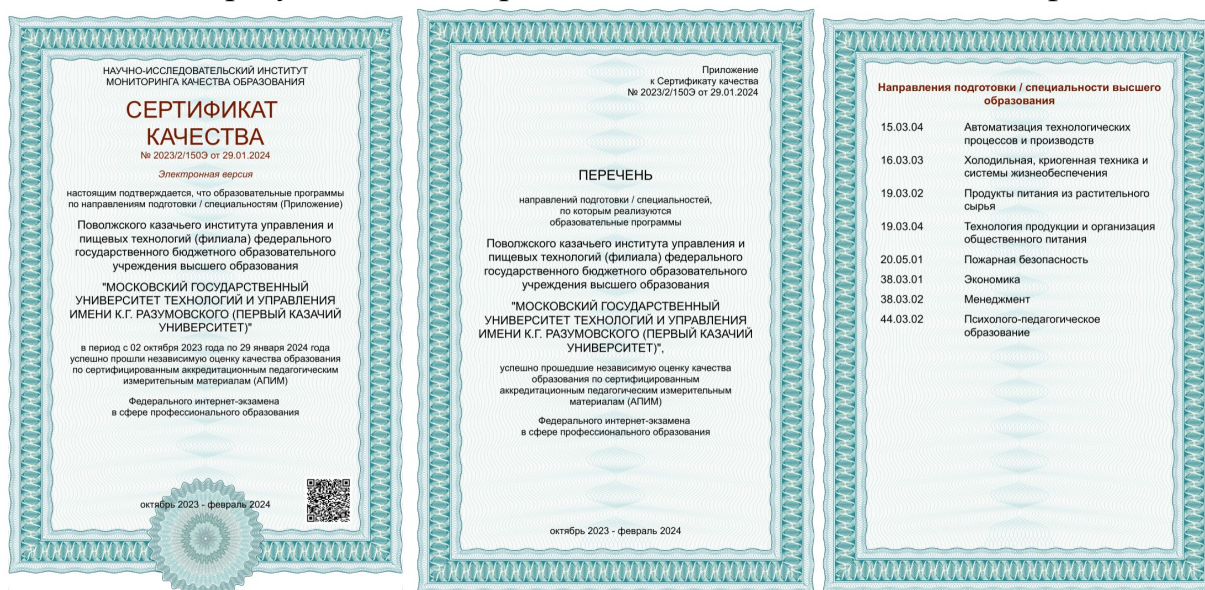 НАУЧНО-ИССЛЕДОВАТЕЛЬСКИЙ ИНСТИТУТ
МОНИТОРИНГА КАЧЕСТВА ОБРАЗОВАНИЯ
СЕРТИФИКАТ
КАЧЕСТВА
№ 2023/2/150Э от 29.01.2024
Электронная версия
настоящим подтверждается, что образовательные программы
по направлениям подготовки / специальностям (Приложение)
Поволжского казачьего института управления и
пищевых технологий (филиала) федерального
государственного бюджетного образовательного
учреждения высшего образования
"МОСКОВСКИЙ ГОСУДАРСТВЕННЫЙ
УНИВЕРСИТЕТ ТЕХНОЛОГИЙ И УПРАВЛЕНИЯ
ИМЕНИ К.Г. РАЗУМОВСКОГО (ПЕРВЫЙ КАЗАЧИЙ
УНИВЕРСИТЕТ)"
в период с 02 октября 2023 года по 29 января 2024 года
успешно прошли независимую оценку качества образования
по сертифицированным аккредитационным педагогическим
измерительным материалам (АПИМ)
Федерального интернет-экзамена
в сфере профессионального образования
октябрь 2023 - февраль 2024
Приложение
к Сертификату качества
№ 2023/2/150Э от 29.01.2024
ПЕРЕЧЕНЬ
направлений подготовки / специальностей,
по которым реализуются
образовательные программы
Поволжского казачьего института управления и
пищевых технологий (филиала) федерального
государственного бюджетного образовательного
учреждения высшего образования
"МОСКОВСКИЙ ГОСУДАРСТВЕННЫЙ
УНИВЕРСИТЕТ ТЕХНОЛОГИЙ И УПРАВЛЕНИЯ
ИМЕНИ К.Г. РАЗУМОВСКОГО (ПЕРВЫЙ КАЗАЧИЙ
УНИВЕРСИТЕТ)",
успешно прошедшие независимую оценку качества
образования по сертифицированным
аккредитационным педагогическим измерительным
материалам (АПИМ)
Федерального интернет-экзамена
в сфере профессионального образования
октябрь 2023 - февраль 2024
Направления подготовки / специальности высшего
образования
15.03.04 Автоматизация технологических
процессов и производств
16.03.03 Холодильная, криогенная техника и
системы жизнеобеспечения
19.03.02 Продукты питания из растительного
сырья
19.03.04 Технология продукции и организация
общественного питания
20.05.01 Пожарная безопасность
38.03.01 Экономика
38.03.02 Менеджмент
44.03.02 Психолого-педагогическое
образование